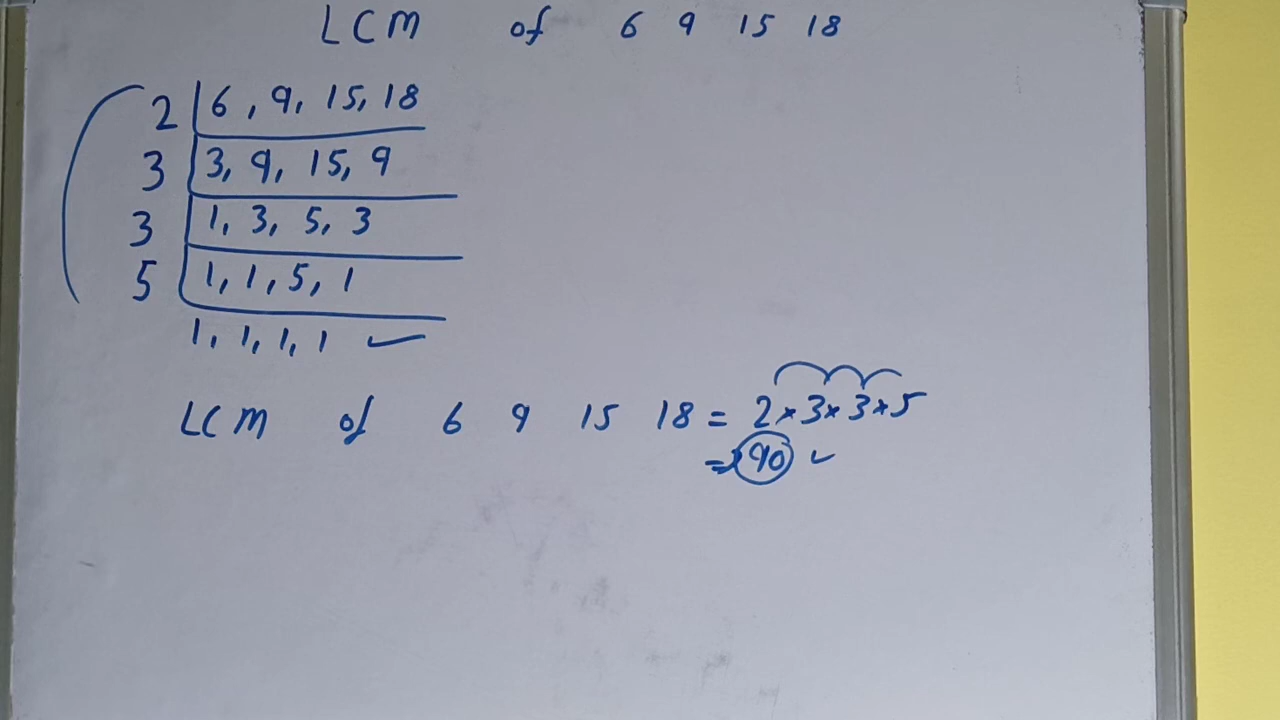 LCM of 6 9 15 18
2 6, 9, 15, 18
3 3, 9, 15, 9
3 1, 3, 5, 3
5 1, 1, 5, 1
1, 1, 1, 1 ✓
LCM of 6 9 15 18 = 2×3×3×5
= 90 ✓